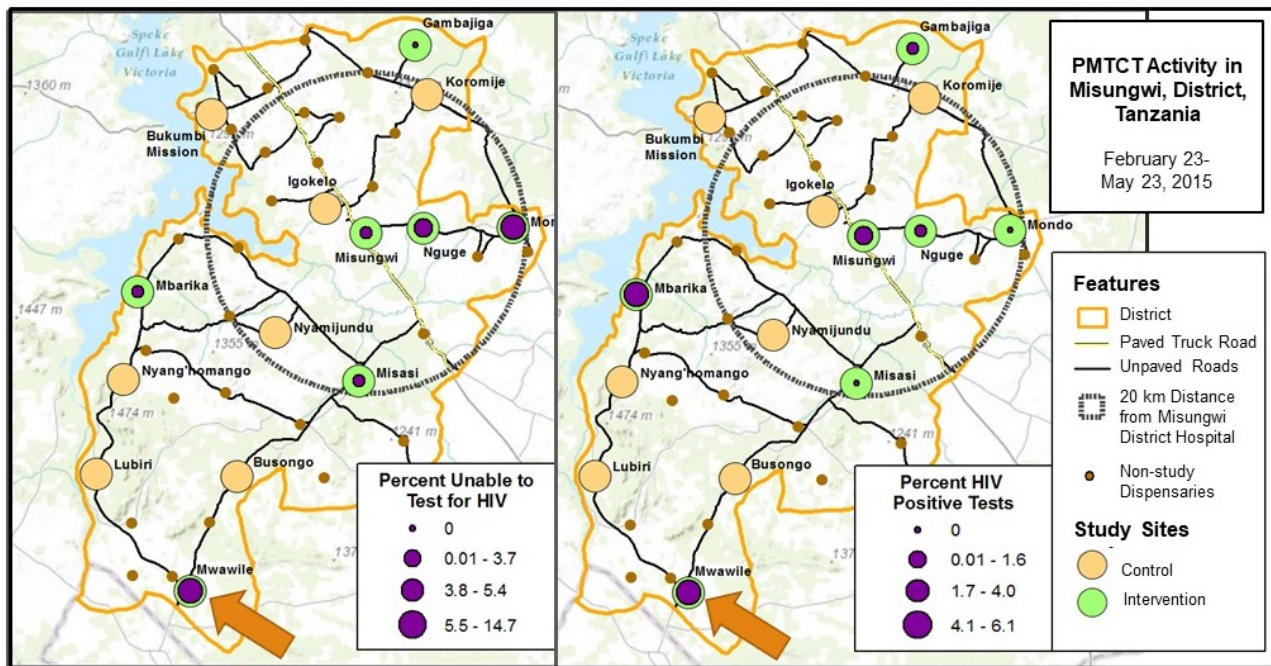 Speke
Gulf/Lake
Victoria
1360 m
Gambajiga
Koromije
Bukumbi
Mission
Igokelo
Misungwi
Nguge
Mon
Mbarika
1447 m
Nyamijundu
1355 m
Nyang'homango
Misasi
1474 m
1241 m
Lubiri
Busongo
Mwawile
Percent Unable to
Test for HIV
0
0.01 - 3.7
3.8 - 5.4
5.5 - 14.7
Speke
Gulf/Lake
Victoria
1360 m
Gambajiga
Koromije
Bukumbi
Mission
Igokelo
Misungwi
Nguge
Mondo
Mbarika
1447 m
Nyamijundu
1355 m
Nyang'homango
Misasi
1474 m
1241 m
Lubiri
Busongo
Mwawile
Percent HIV
Positive Tests
0
0.01 - 1.6
1.7 - 4.0
4.1 - 6.1
PMTCT Activity in
Misungwi, District,
Tanzania
February 23-
May 23, 2015
Features
District
Paved Truck Road
Unpaved Roads
20 km Distance
from Misungwi
District Hospital
Non-study
Dispensaries
Study Sites
Control
Intervention